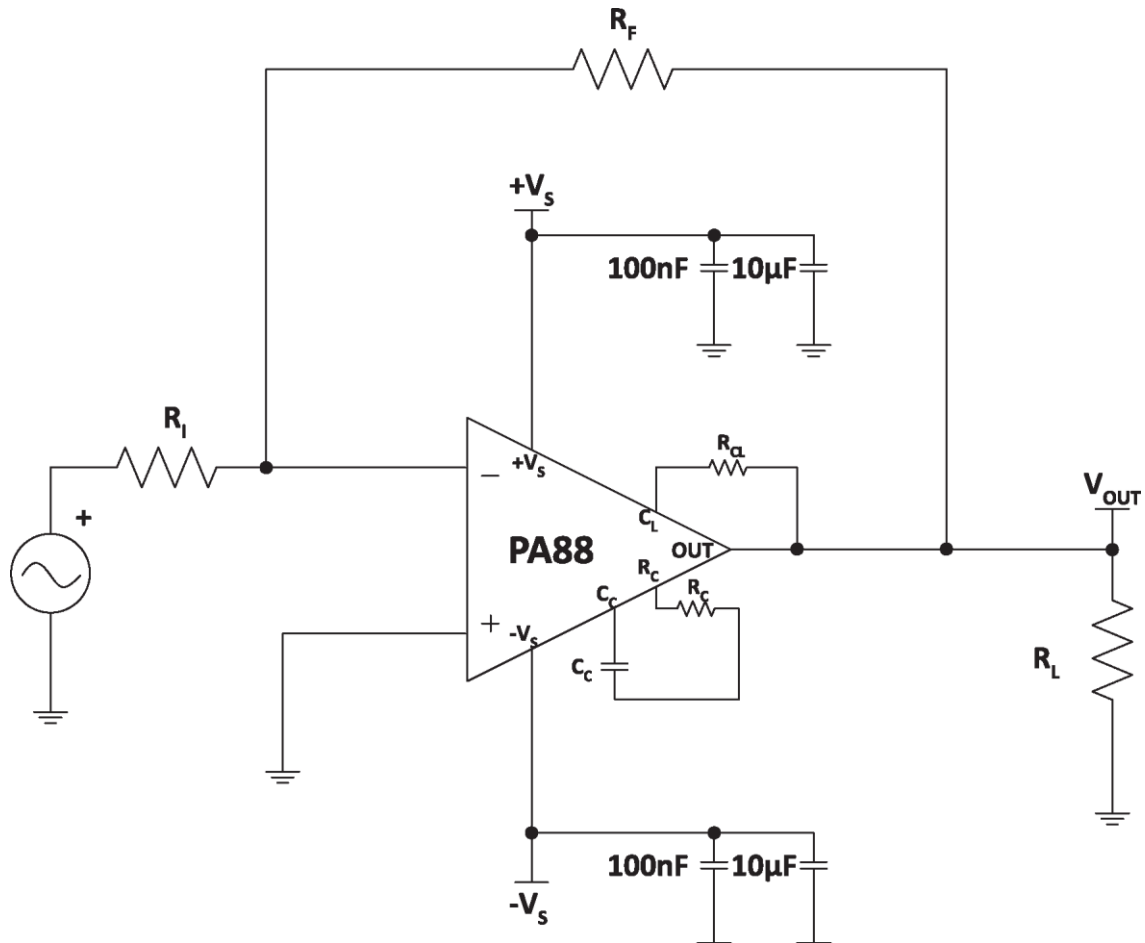 R_F
+V_S
100nF 10µF
R_I
+
−
+V_S
R_CL
C_L
V_OUT
PA88
OUT
R_C
R_C
C_C
+
-V_S
C_C
R_L
100nF 10µF
-V_S